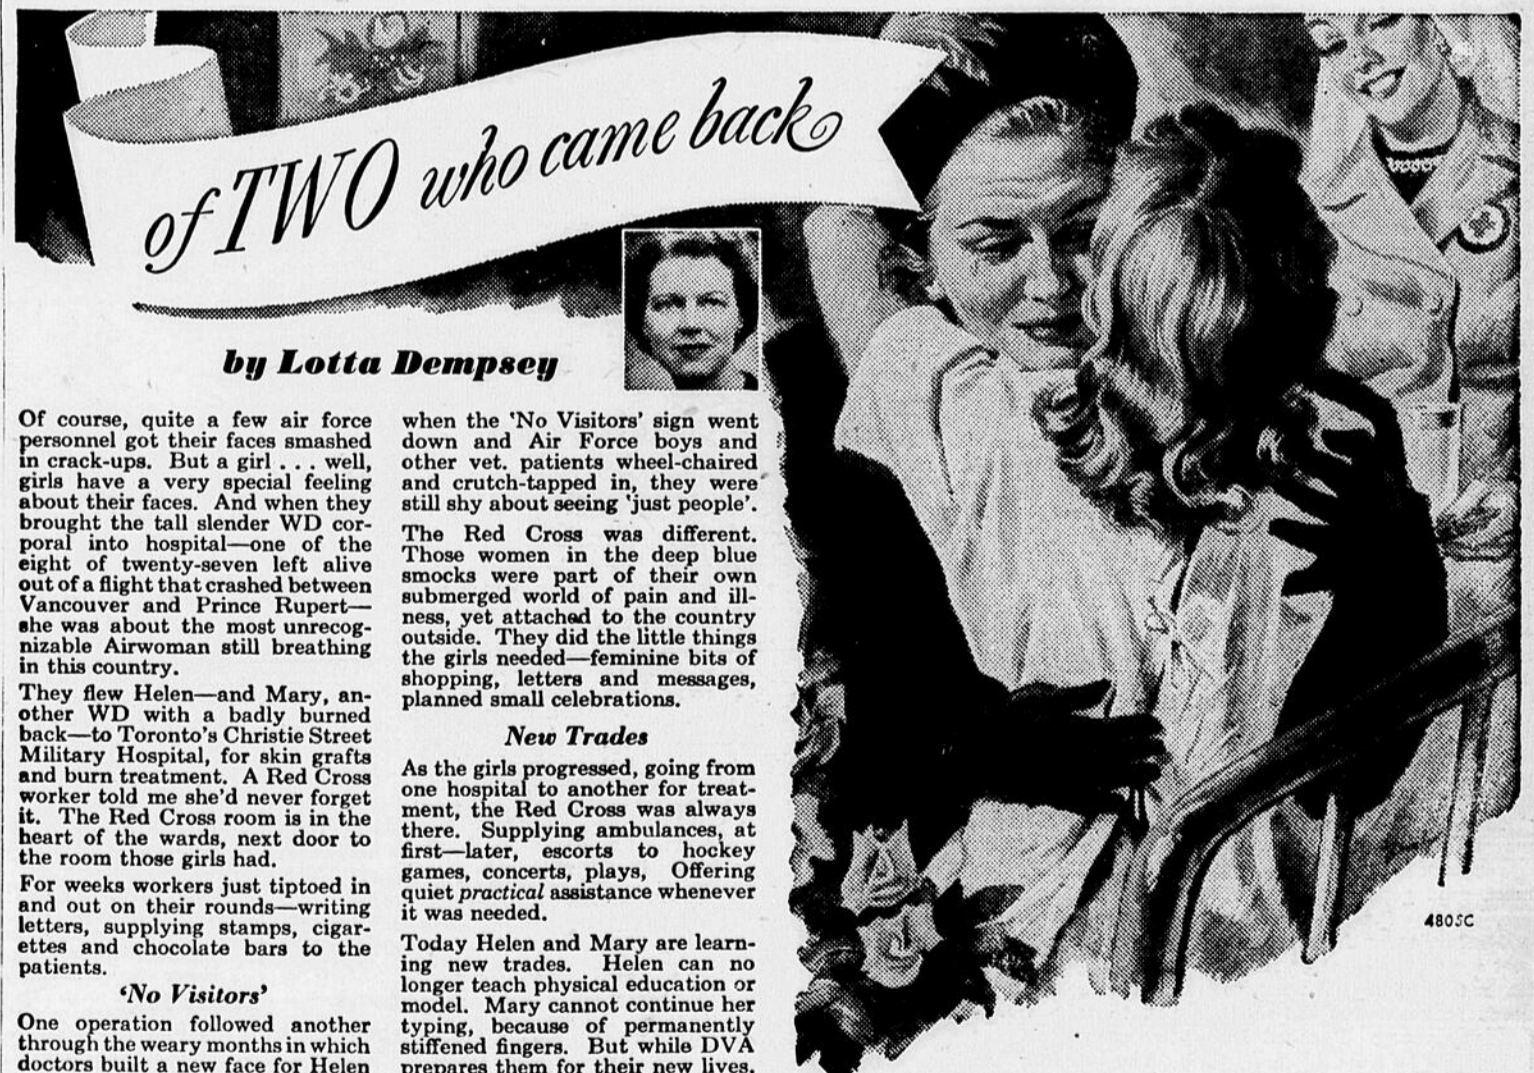 of TWO who came back
by Lotta Dempsey
Of course, quite a few air force
personnel got their faces smashed
in crack-ups. But a girl . . . well,
girls have a very special feeling
about their faces. And when they
brought the tall slender WD cor-
poral into hospital—one of the
eight of twenty-seven left alive
out of a flight that crashed between
Vancouver and Prince Rupert—
she was about the most unrecog-
nizable Airwoman still breathing
in this country.
They flew Helen—and Mary, an-
other WD with a badly burned
back—to Toronto's Christie Street
Military Hospital, for skin grafts
and burn treatment. A Red Cross
worker told me she'd never forget
it. The Red Cross room is in the
heart of the wards, next door to
the room those girls had.
For weeks workers just tiptoed in
and out on their rounds—writing
letters, supplying stamps, cigar-
ettes and chocolate bars to the
patients.
'No Visitors'
One operation followed another
through the weary months in which
doctors built a new face for Helen
when the 'No Visitors' sign went
down and Air Force boys and
other vet. patients wheel-chaired
and crutch-tapped in, they were
still shy about seeing 'just people'.
The Red Cross was different.
Those women in the deep blue
smocks were part of their own
submerged world of pain and ill-
ness, yet attached to the country
outside. They did the little things
the girls needed—feminine bits of
shopping, letters and messages,
planned small celebrations.
New Trades
As the girls progressed, going from
one hospital to another for treat-
ment, the Red Cross was always
there. Supplying ambulances, at
first—later, escorts to hockey
games, concerts, plays, Offering
quiet practical assistance whenever
it was needed.
Today Helen and Mary are learn-
ing new trades. Helen can no
longer teach physical education or
model. Mary cannot continue her
typing, because of permanently
stiffened fingers. But while DVA
prepares them for their new lives,
4805C